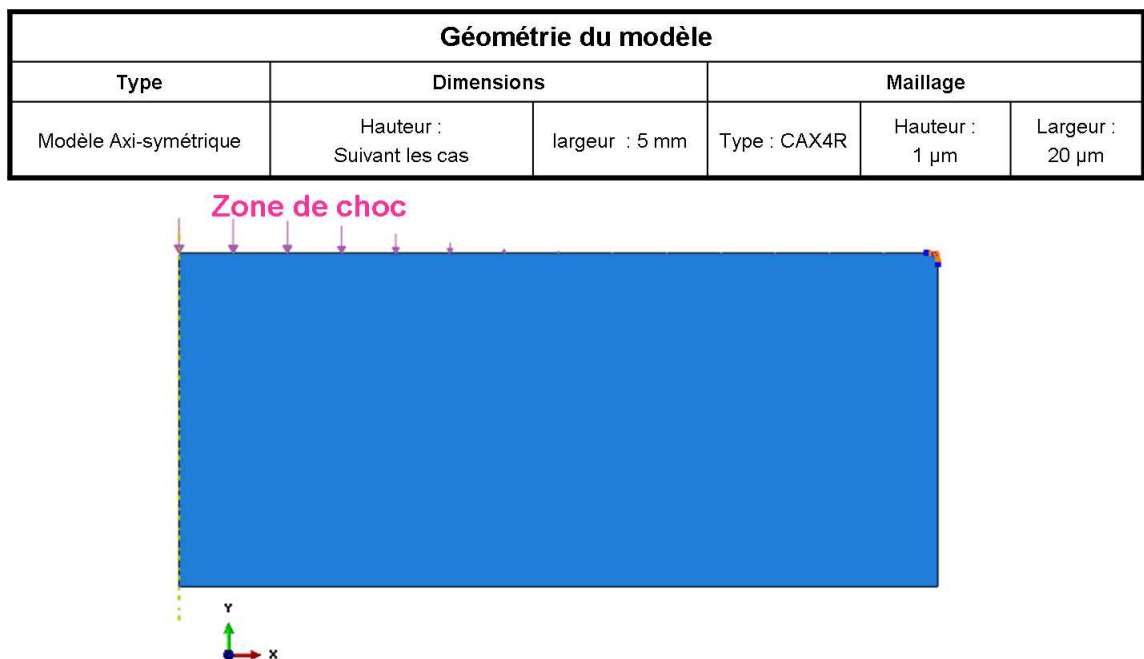 Géométrie du modèle
Type Dimensions Maillage
Modèle Axi-symétrique
Hauteur :
Suivant les cas
largeur : 5 mm
Type : CAX4R
Hauteur :
1 µm
Largeur :
20 µm
Zone de choc
Y
X